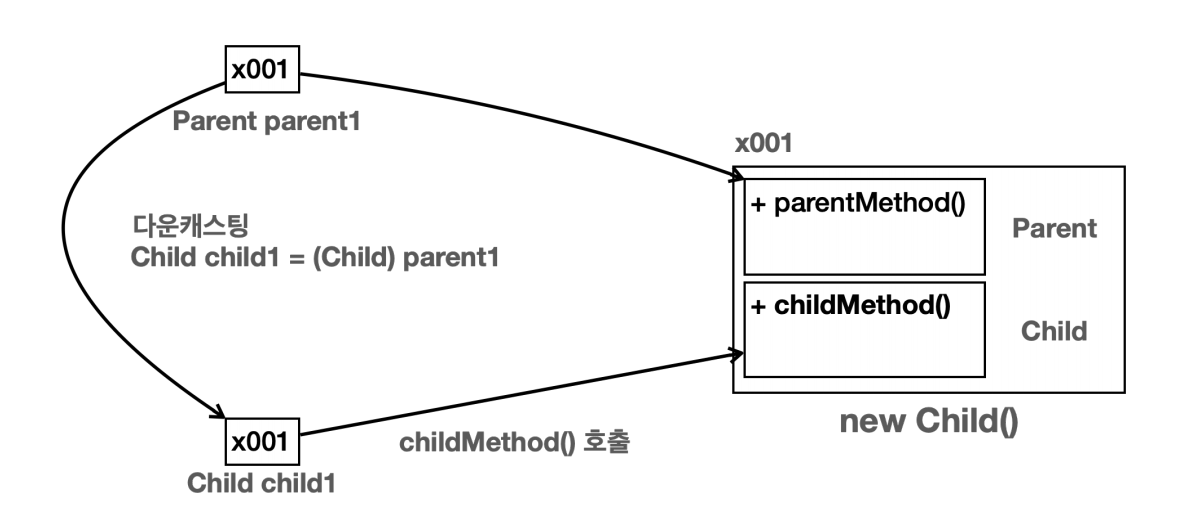 x001
Parent parent1
x001
+ parentMethod()
Parent
다운캐스팅
Child child1 = (Child) parent1
+ childMethod()
Child
new Child()
x001
childMethod() 호출
Child child1